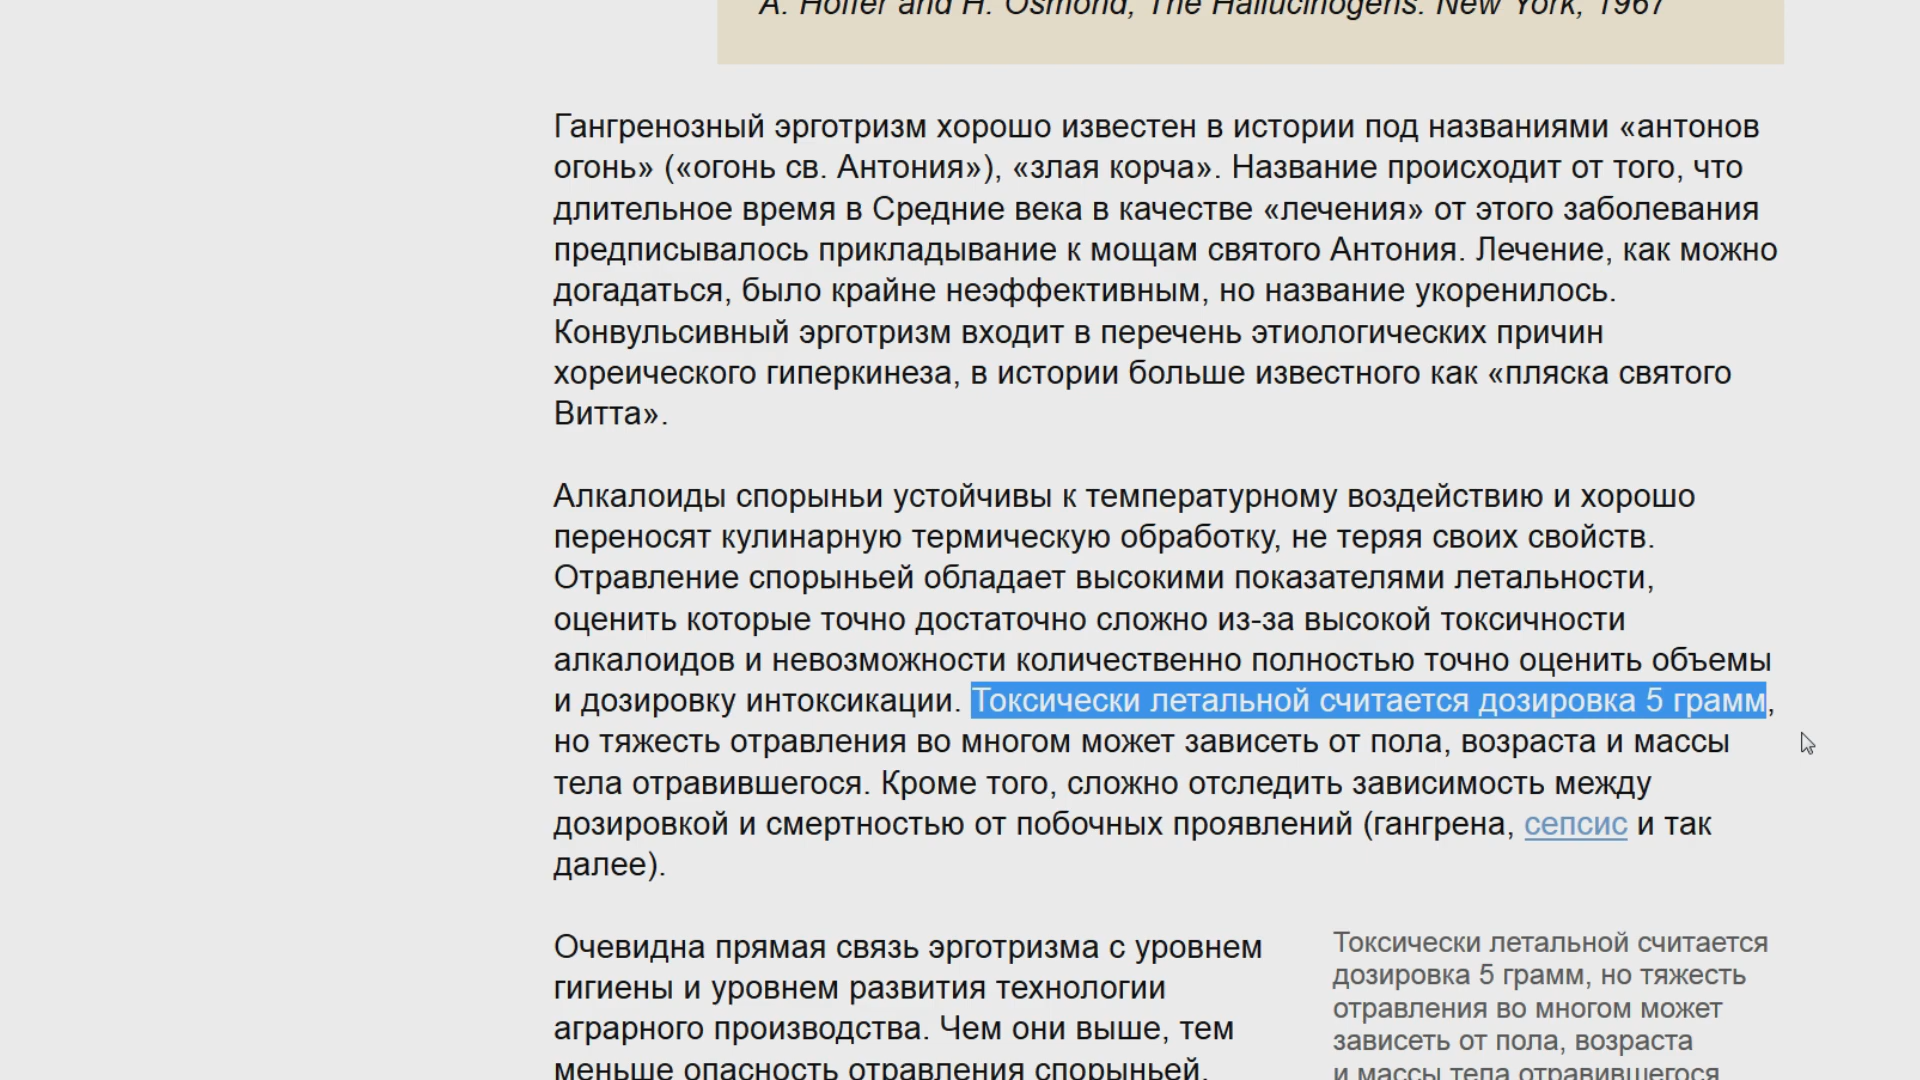 A. Hoffer and H. Osmond, The Hallucinogens. New York, 1967
Гангренозный эрготризм хорошо известен в истории под названиями «антонов
огонь» («огонь св. Антония»), «злая корча». Название происходит от того, что
длительное время в Средние века в качестве «лечения» от этого заболевания
предписывалось прикладывание к мощам святого Антония. Лечение, как можно
догадаться, было крайне неэффективным, но название укоренилось.
Конвульсивный эрготризм входит в перечень этиологических причин
хореического гиперкинеза, в истории больше известного как «пляска святого
Витта».
Алкалоиды спорыньи устойчивы к температурному воздействию и хорошо
переносят кулинарную термическую обработку, не теряя своих свойств.
Отравление спорыньей обладает высокими показателями летальности,
оценить которые точно достаточно сложно из-за высокой токсичности
алкалоидов и невозможности количественно полностью точно оценить объемы
и дозировку интоксикации. Токсически летальной считается дозировка 5 грамм,
но тяжесть отравления во многом может зависеть от пола, возраста и массы
тела отравившегося. Кроме того, сложно отследить зависимость между
дозировкой и смертностью от побочных проявлений (гангрена, сепсис и так
далее).
Очевидна прямая связь эрготризма с уровнем
гигиены и уровнем развития технологии
аграрного производства. Чем они выше, тем
меньше опасность отравления спорыньей.
Токсически летальной считается
дозировка 5 грамм, но тяжесть
отравления во многом может
зависеть от пола, возраста
и массы тела отравившегося